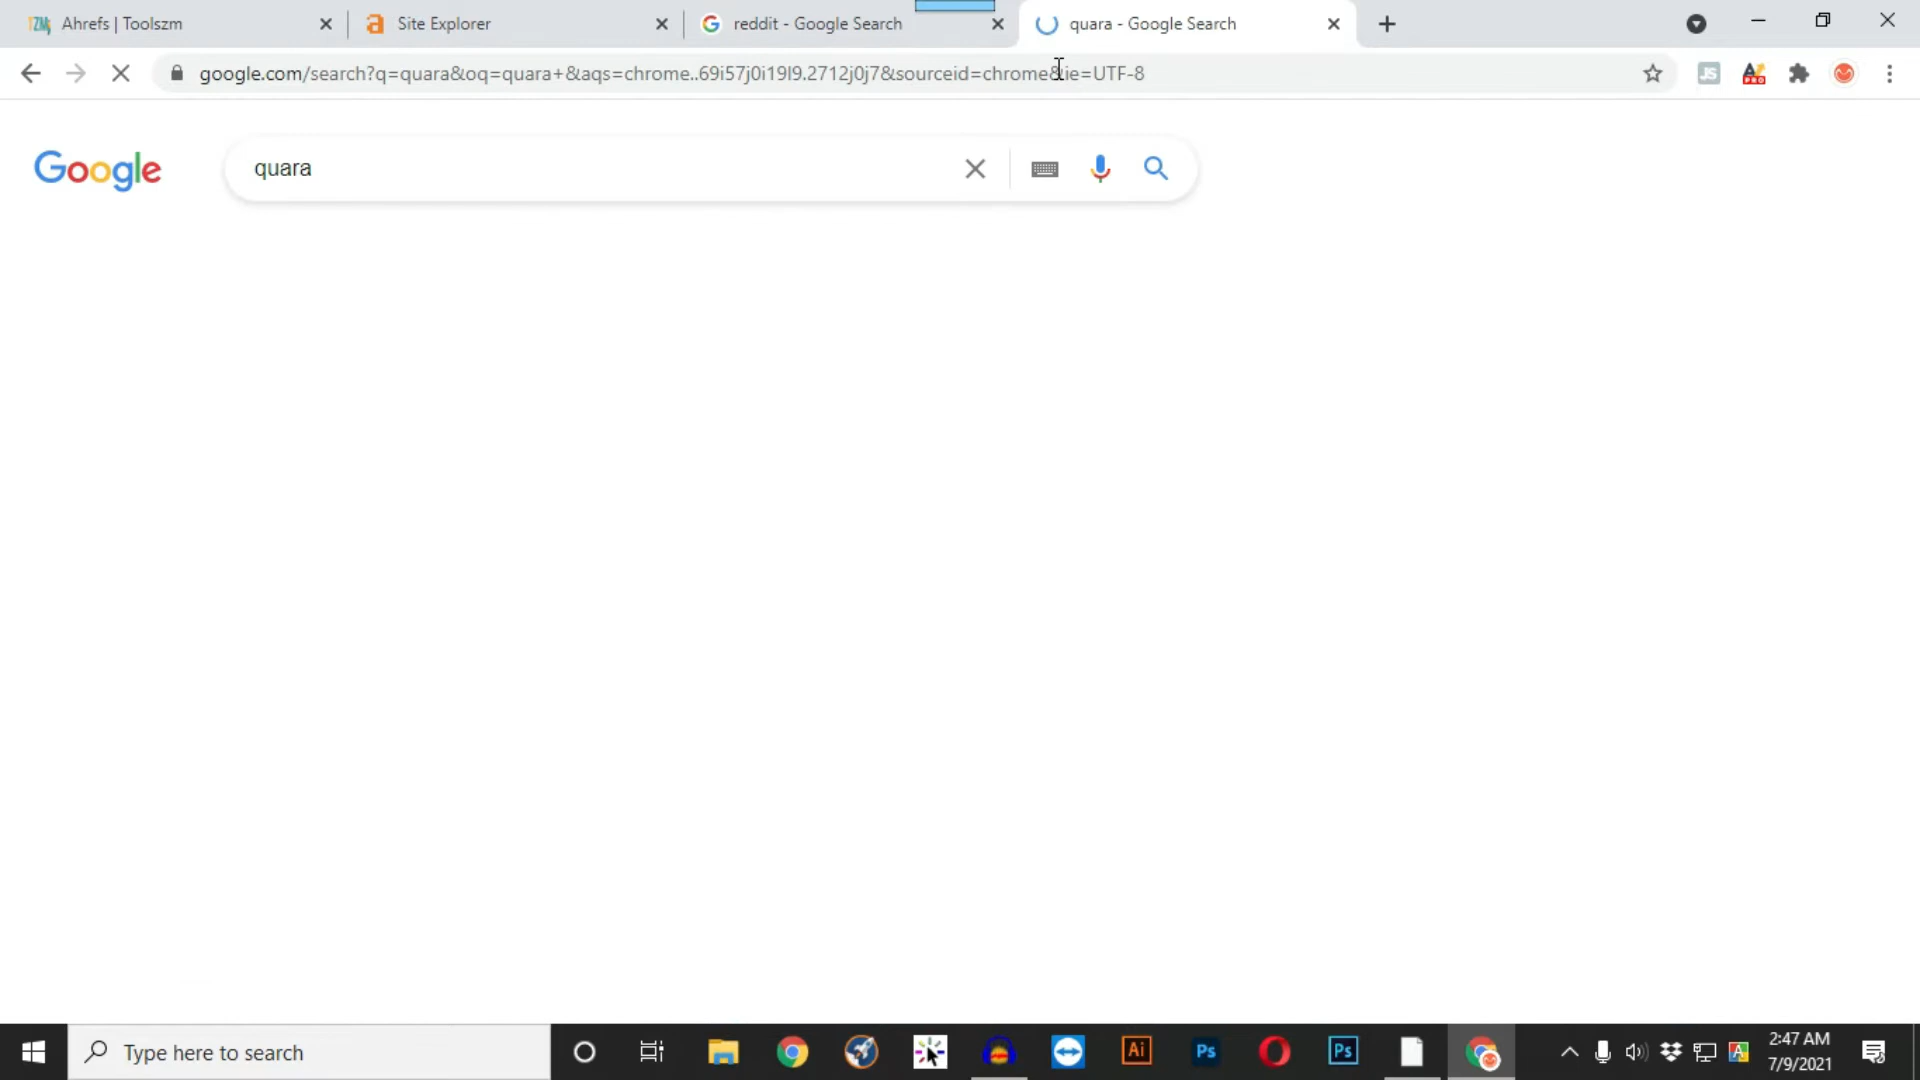 Ahrefs | Toolszm
Site Explorer
reddit - Google Search
quara - Google Search
google.com/search?q=quara&oq=quara+&aqs=chrome..69i57j0i19l9.2712j0j7&sourceid=chrome&ie=UTF-8
JS
PRO
Google
quara
Type here to search
Ai
Ps
Ps
2:47 AM
7/9/2021